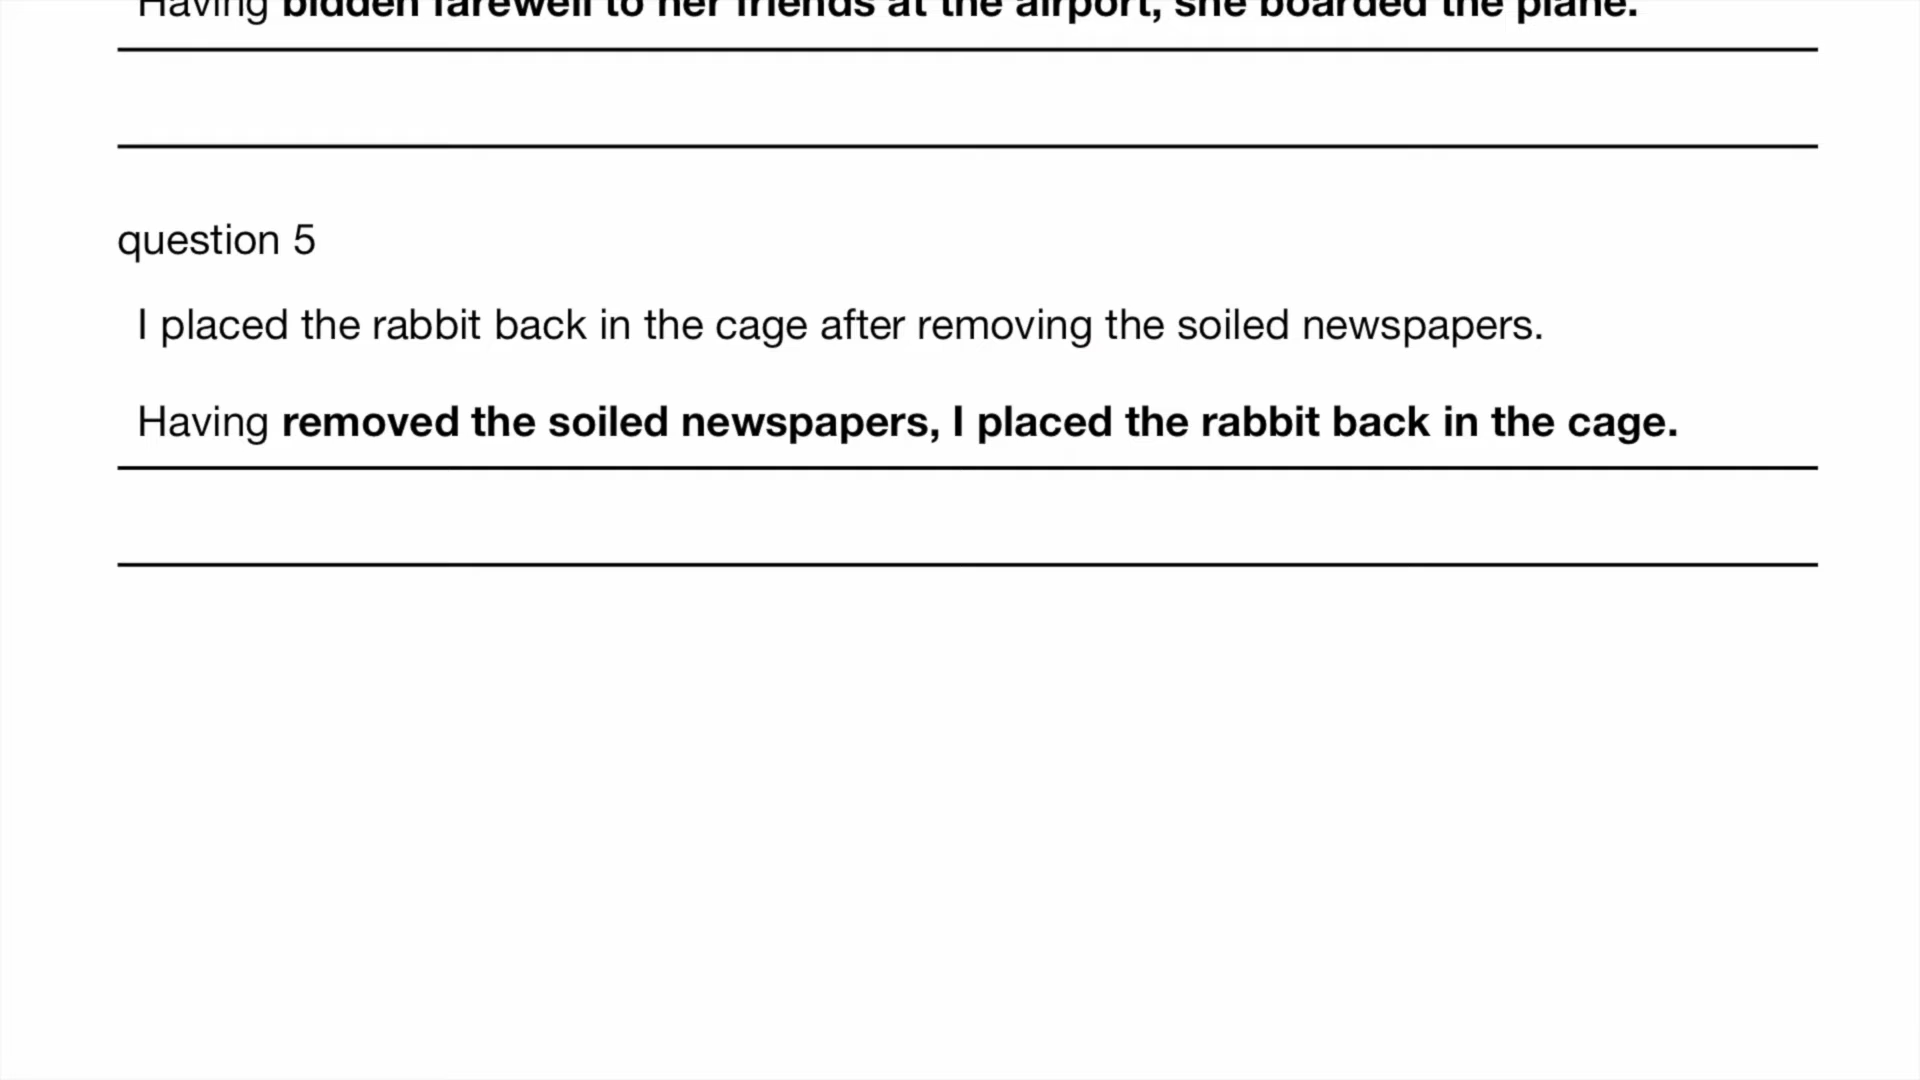 Having bidden farewell to her friends at the airport, she boarded the plane.
question 5
I placed the rabbit back in the cage after removing the soiled newspapers.
Having removed the soiled newspapers, I placed the rabbit back in the cage.